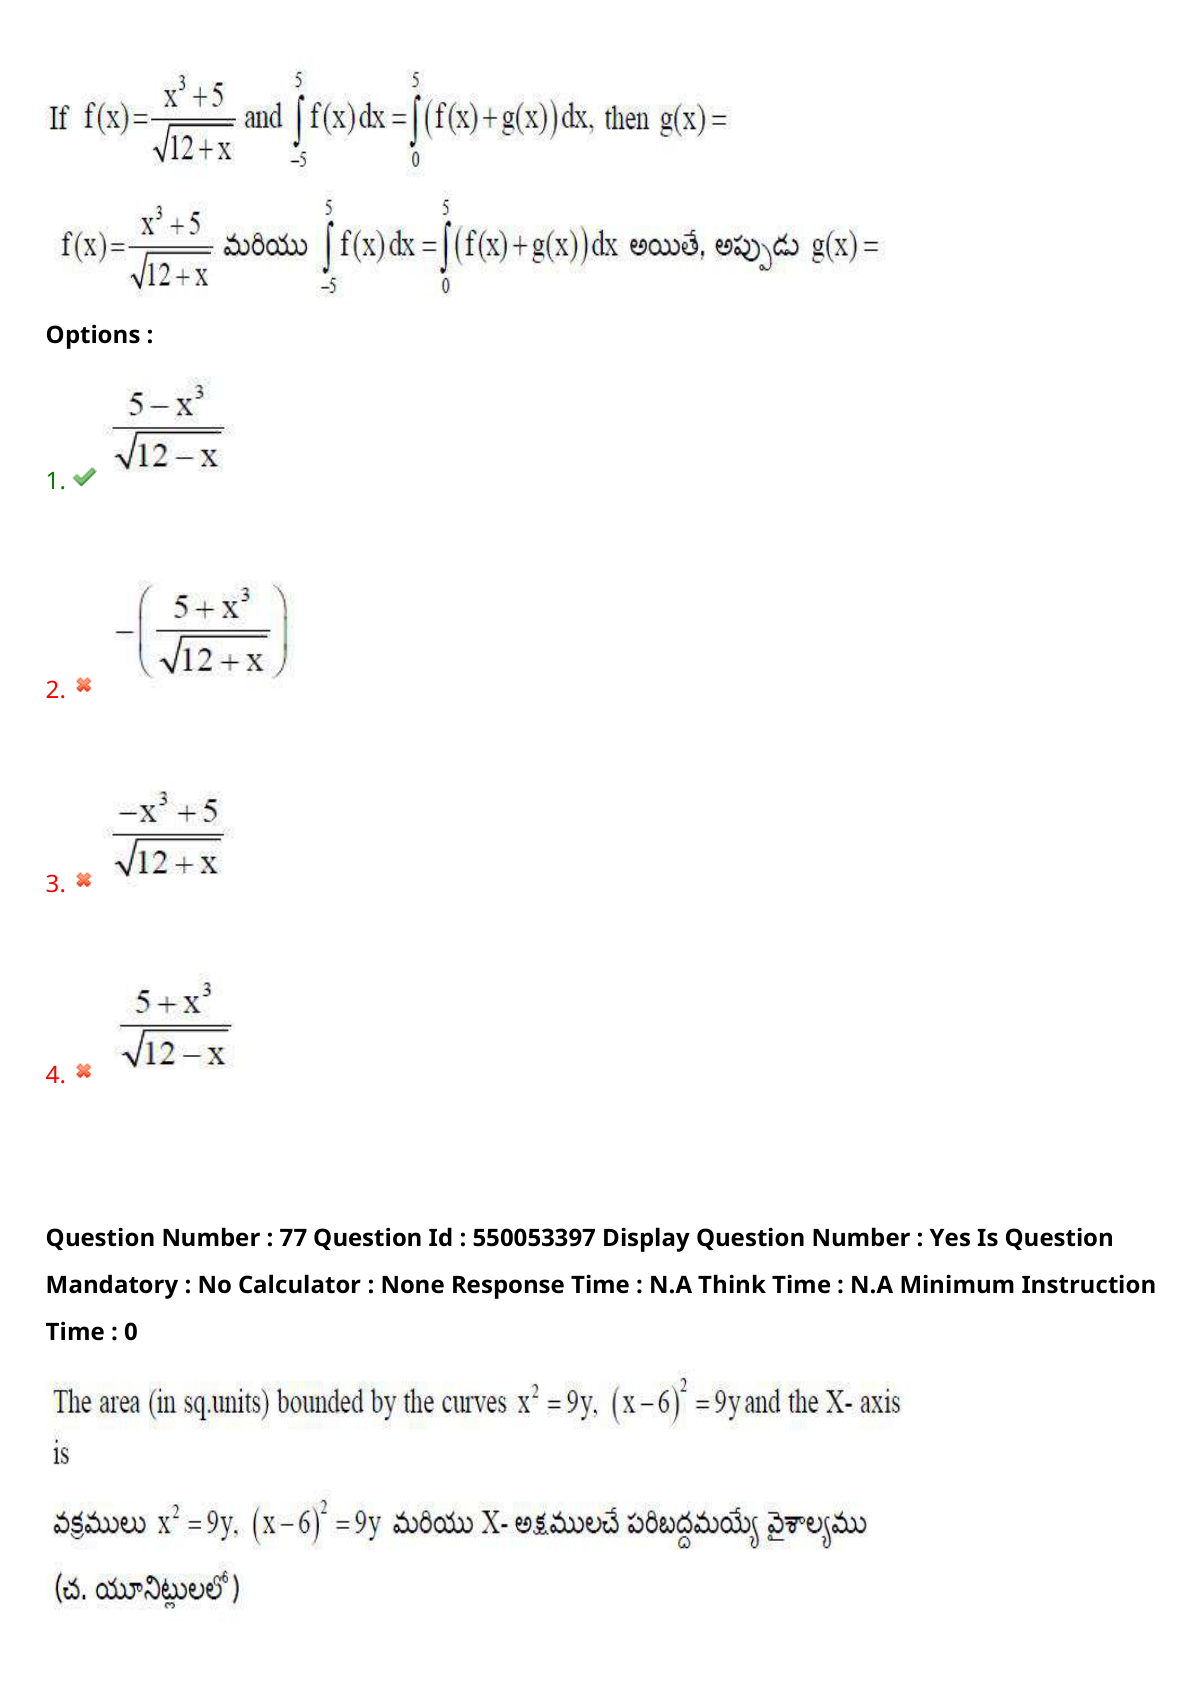 If f(x) = \frac{x^3+5}{\sqrt{12+x}} and \int_{-5}^{5} f(x) dx = \int_{0}^{5} (f(x)+g(x)) dx, then g(x) =
f(x) = \frac{x^3+5}{\sqrt{12+x}} మరియు \int_{-5}^{5} f(x) dx = \int_{0}^{5} (f(x)+g(x)) dx అయితే, అప్పుడు g(x) =
Options :
1. \frac{5-x^3}{\sqrt{12-x}}
2. -\left(\frac{5+x^3}{\sqrt{12+x}}\right)
3. \frac{-x^3+5}{\sqrt{12+x}}
4. \frac{5+x^3}{\sqrt{12-x}}
Question Number : 77 Question Id : 550053397 Display Question Number : Yes Is Question
Mandatory : No Calculator : None Response Time : N.A Think Time : N.A Minimum Instruction
Time : 0
The area (in sq.units) bounded by the curves x^2 = 9y, (x-6)^2 = 9y and the X- axis
is
వక్రములు x^2 = 9y, (x-6)^2 = 9y మరియు X- అక్షములచే పరిబద్ధమయ్యే వైశాల్యము
(చ. యూనిట్లులలో)